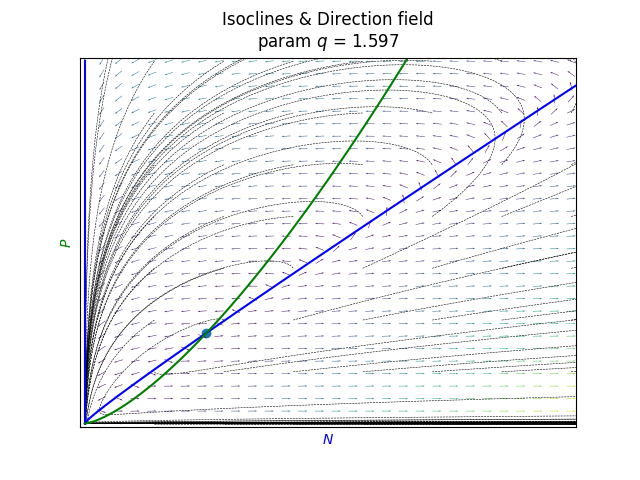 Isoclines & Direction field
param q = 1.597
P
N